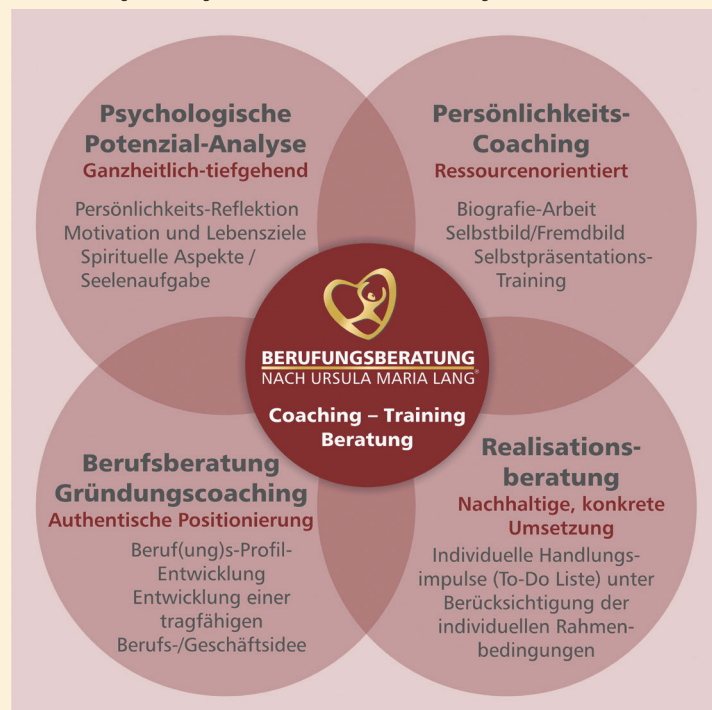 Psychologische
Potenzial-Analyse
Ganzheitlich-tiefgehend
Persönlichkeits-Reflektion
Motivation und Lebensziele
Spirituelle Aspekte /
Seelenaufgabe
Persönlichkeits-
Coaching
Ressourcenorientiert
Biografie-Arbeit
Selbstbild/Fremdbild
Selbstpräsentations-
Training
BERUFUNGSBERATUNG
NACH URSULA MARIA LANG®
Coaching – Training
Beratung
Berufsberatung
Gründungscoaching
Authentische Positionierung
Beruf(ung)s-Profil-
Entwicklung
Entwicklung einer
tragfähigen
Berufs-/Geschäftsidee
Realisations-
beratung
Nachhaltige, konkrete
Umsetzung
Individuelle Handlungs-
impulse (To-Do Liste) unter
Berücksichtigung der
individuellen Rahmen-
bedingungen